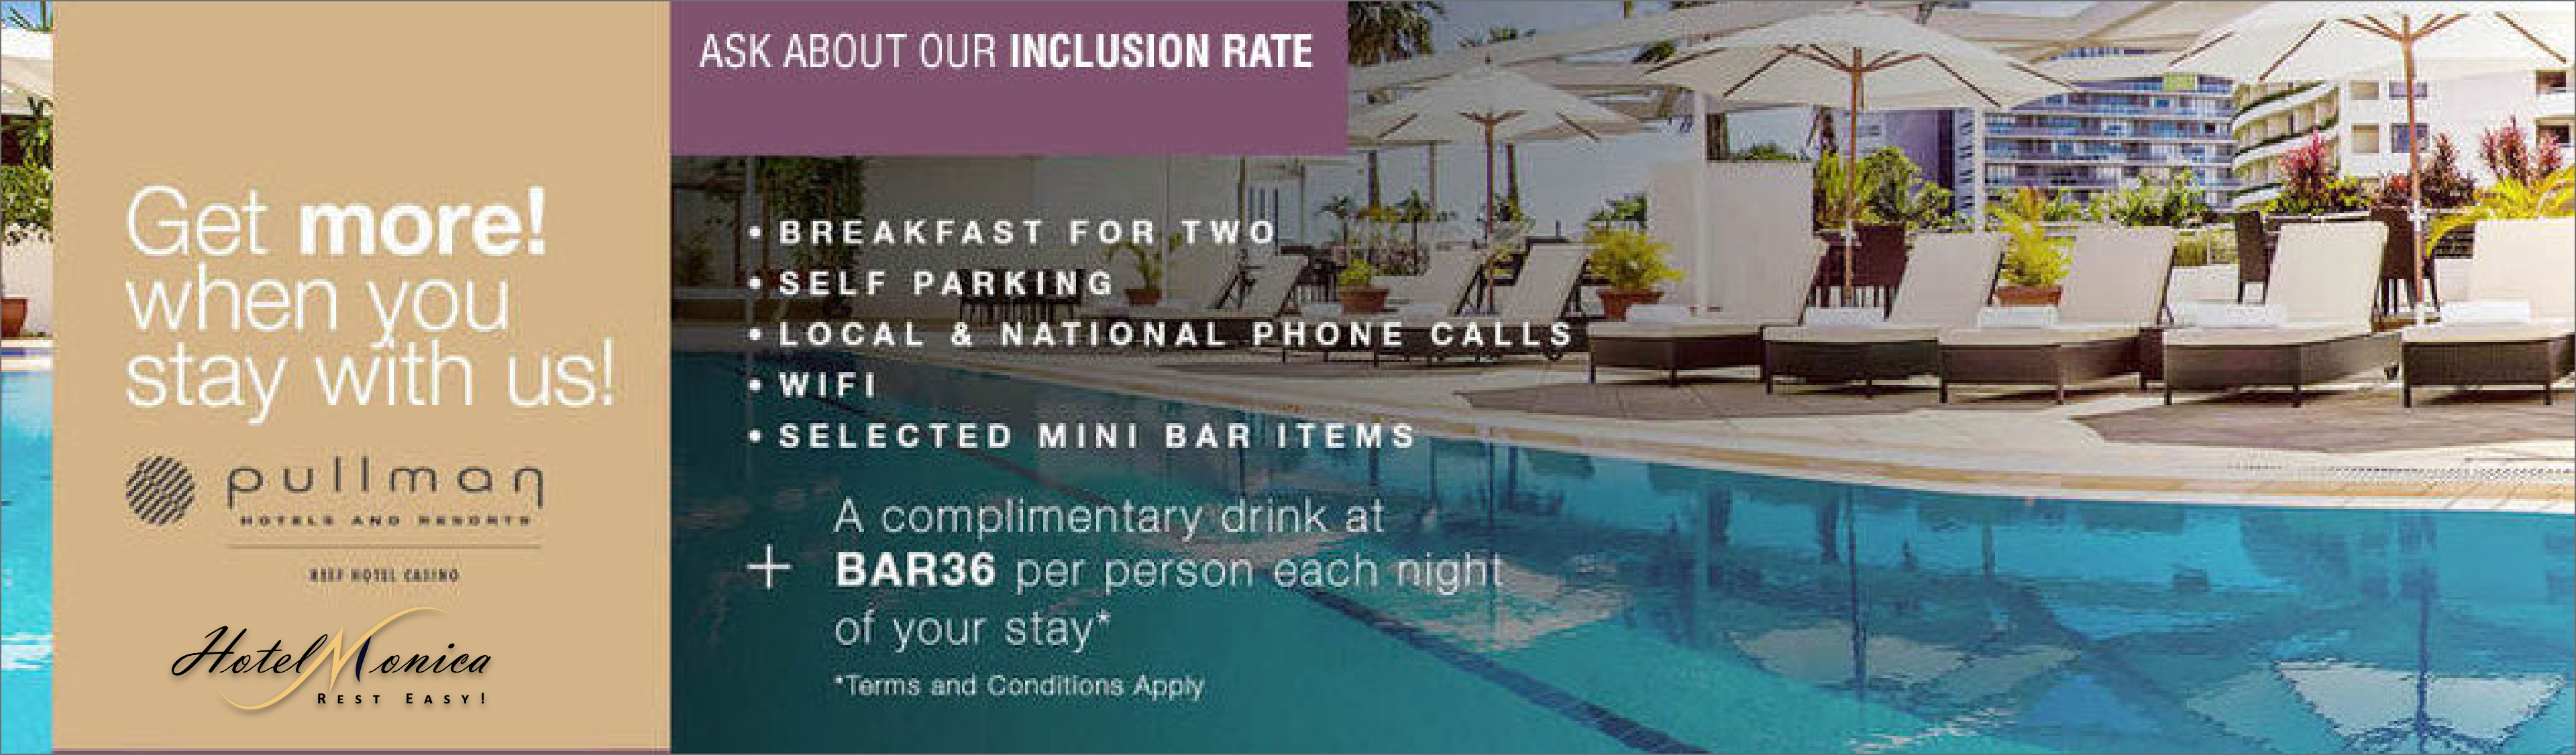 Get more!
when you
stay with us!
pullman
HOTELS AND RESORTS
REEF HOTEL CASINO
Hotel Monica
REST EASY!
ASK ABOUT OUR INCLUSION RATE
• BREAKFAST FOR TWO
• SELF PARKING
• LOCAL & NATIONAL PHONE CALLS
• WIFI
• SELECTED MINI BAR ITEMS
+ A complimentary drink at
BAR36 per person each night
of your stay*
*Terms and Conditions Apply